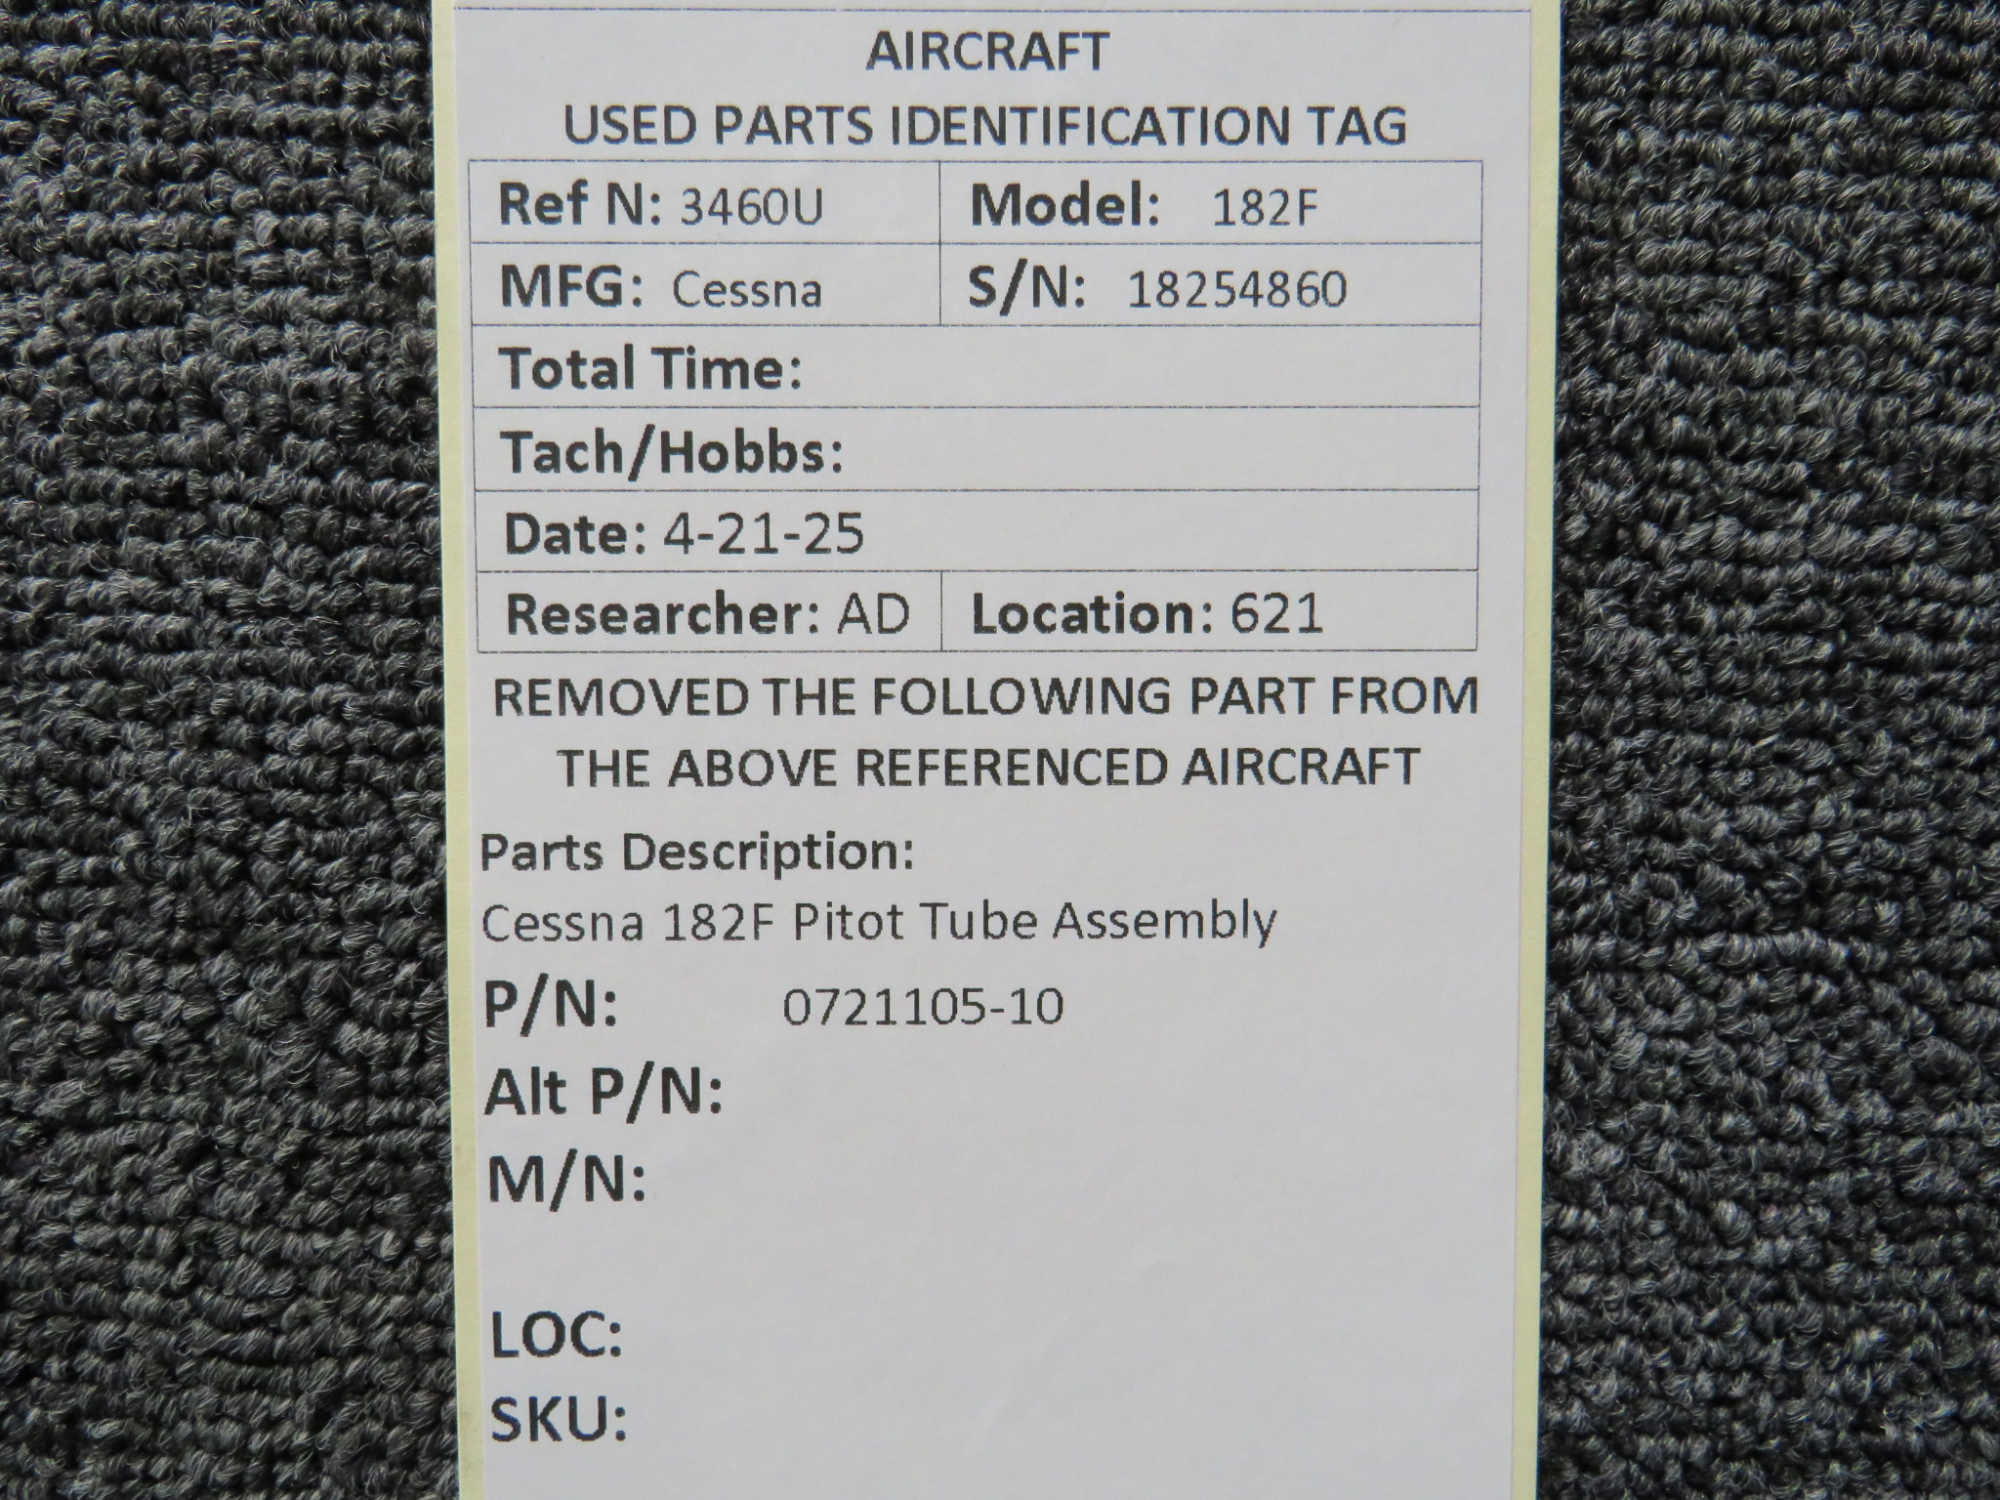 AIRCRAFT
USED PARTS IDENTIFICATION TAG
Ref N: 3460U Model: 182F
MFG: Cessna S/N: 18254860
Total Time:
Tach/Hobbs:
Date: 4-21-25
Researcher: AD Location: 621
REMOVED THE FOLLOWING PART FROM
THE ABOVE REFERENCED AIRCRAFT
Parts Description:
Cessna 182F Pitot Tube Assembly
P/N: 0721105-10
Alt P/N:
M/N:
LOC:
SKU: